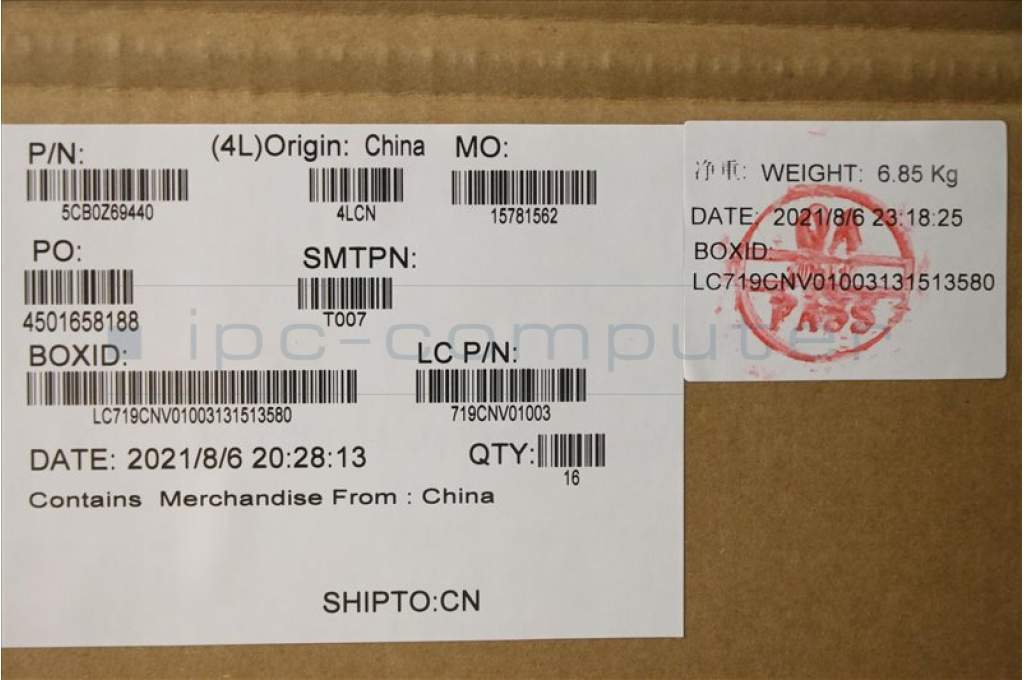 P/N:
5CB0Z69440
(4L)Origin: China
4LCN
MO:
15781562
PO:
4501658188
SMTPN:
T007
BOXID:
LC719CNV01003131513580
LC P/N:
719CNV01003
DATE: 2021/8/6 20:28:13
QTY:
16
Contains Merchandise From : China
SHIPTO:CN
净重: WEIGHT: 6.85 Kg
DATE: 2021/8/6 23:18:25
BOXID:
LC719CNV01003131513580
QA
PASS
ipc-computer